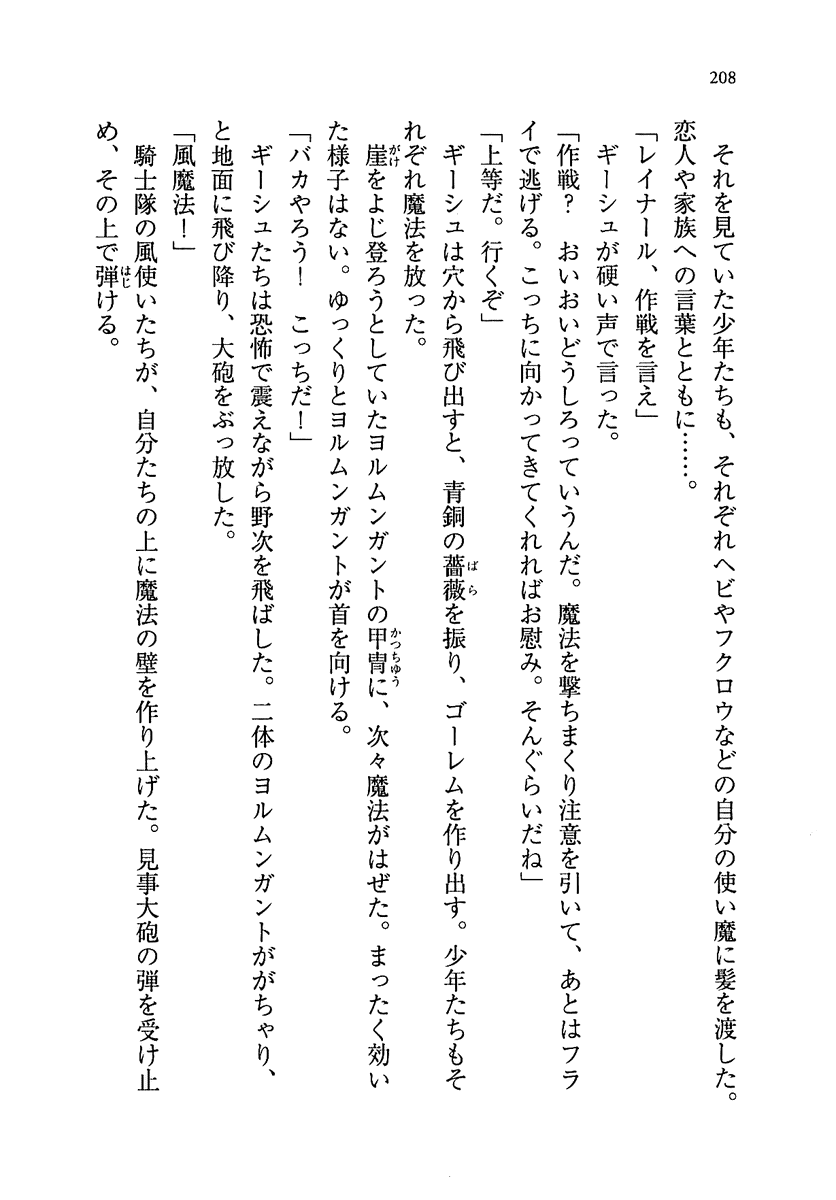 208
　それを見ていた少年たちも、それぞれヘビやフクロウなどの自分の使い魔に髪を渡した。
恋人や家族への言葉とともに……。
「レイナール、作戦を言え」
　ギーシュが硬い声で言った。
「作戦？　おいおいどうしろっていうんだ。魔法を撃ちまくり注意を引いて、あとはフラ
イで逃げる。こっちに向かってきてくれればお慰み。そんぐらいだね」
「上等だ。行くぞ」
　ギーシュは穴から飛び出すと、青銅の薔薇を振り、ゴーレムを作り出す。少年たちもそ
れぞれ魔法を放った。
　崖をよじ登ろうとしていたヨルムンガントの甲冑に、次々魔法がはぜた。まったく効い
た様子はない。ゆっくりとヨルムンガントが首を向ける。
「バカやろう！　こっちだ！」
　ギーシュたちは恐怖で震えながら野次を飛ばした。二体のヨルムンガントががちゃり、
と地面に飛び降り、大砲をぶっ放した。
「風魔法！」
　騎士隊の風使いたちが、自分たちの上に魔法の壁を作り上げた。見事大砲の弾を受け止
め、その上で弾ける。